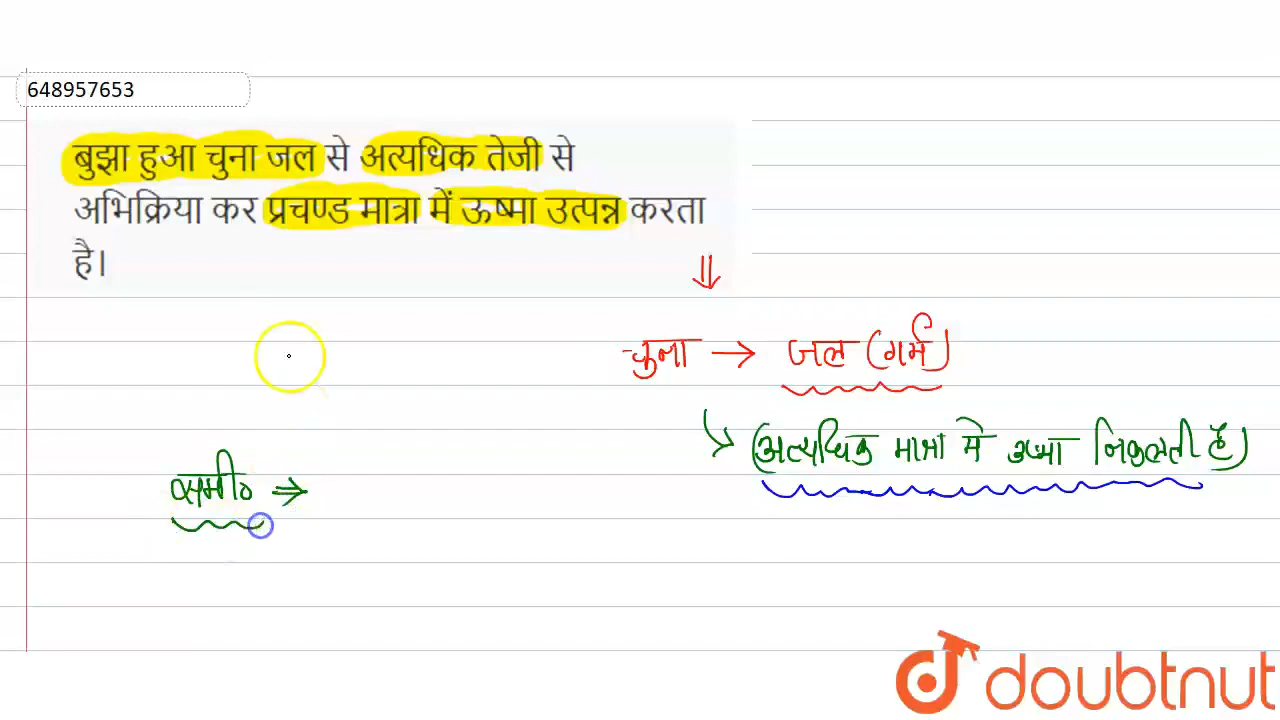 648957653
बुझा हुआ चुना जल से अत्यधिक तेजी से
अभिक्रिया कर प्रचण्ड मात्रा में ऊष्मा उत्पन्न करता
है।
⇓
चुना → जल (गर्म)
↳ (अत्यधिक मात्रा मे उष्मा निकलती है)
समी० ⇒
doubtnut